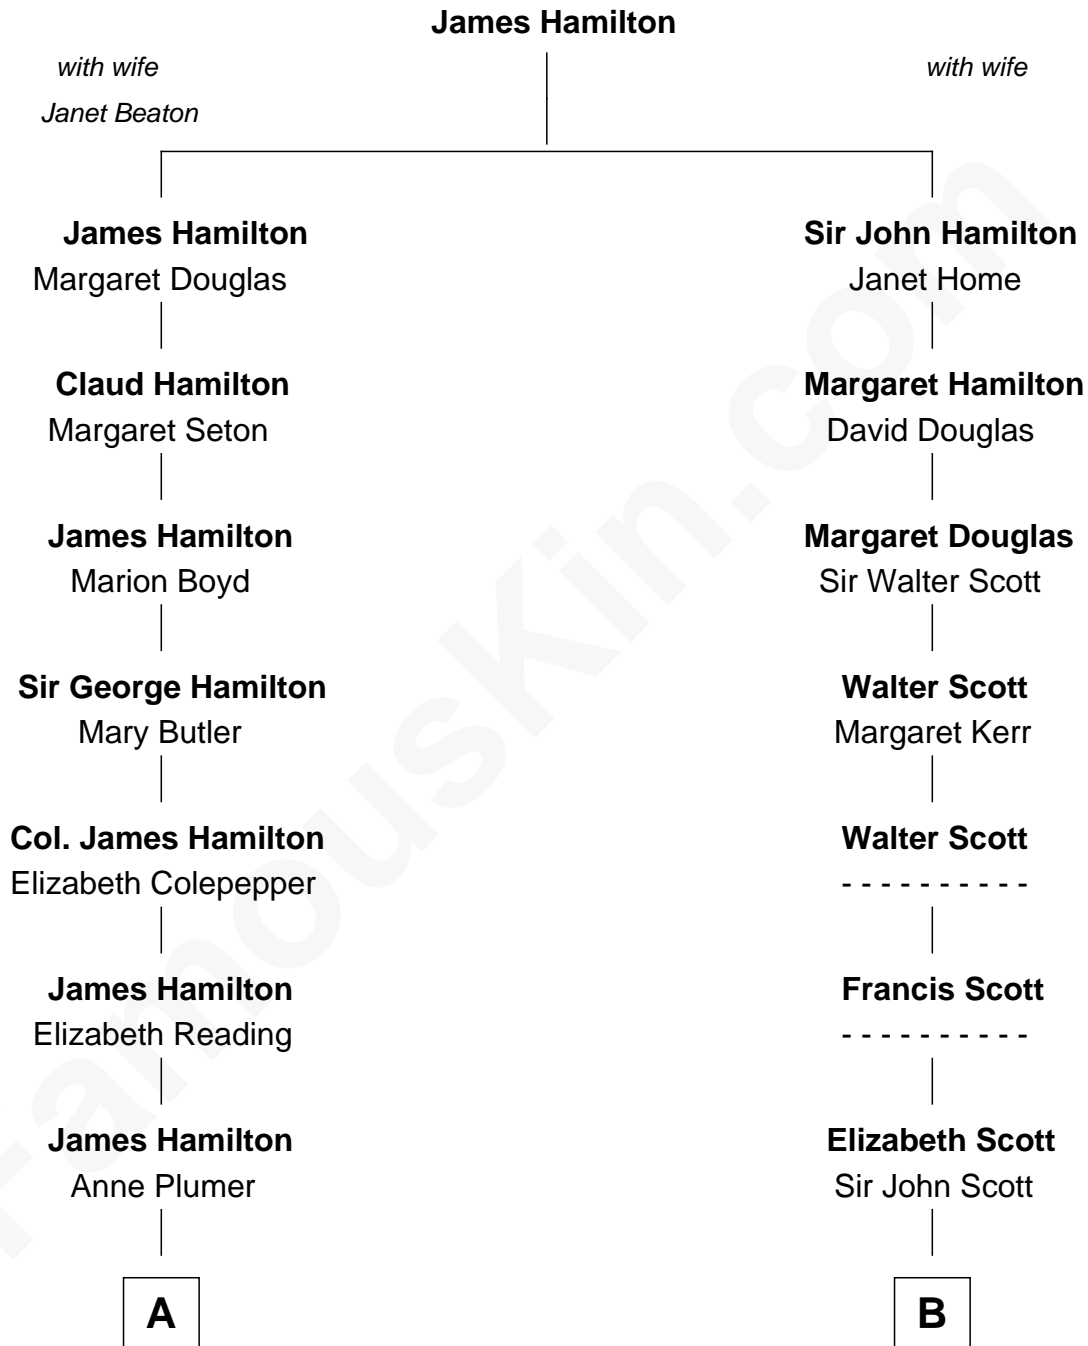 James Hamilton
with wife
Janet Beaton
with wife
James Hamilton
Margaret Douglas
Sir John Hamilton
Janet Home
Claud Hamilton
Margaret Seton
Margaret Hamilton
David Douglas
James Hamilton
Marion Boyd
Margaret Douglas
Sir Walter Scott
Sir George Hamilton
Mary Butler
Walter Scott
Margaret Kerr
Col. James Hamilton
Elizabeth Colepepper
Walter Scott
- - - - - - - - - -
James Hamilton
Elizabeth Reading
Francis Scott
- - - - - - - - - -
James Hamilton
Anne Plumer
Elizabeth Scott
Sir John Scott
A
B
FamousKin.com